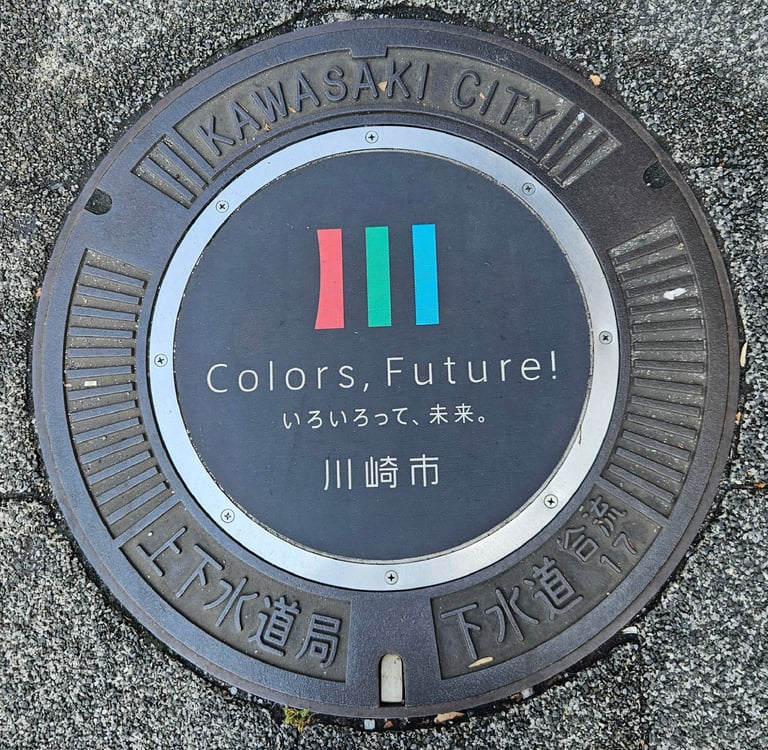 KAWASAKI CITY
Colors, Future!
いろいろって、未来。
川崎市
上下水道局
下水道 合流
17